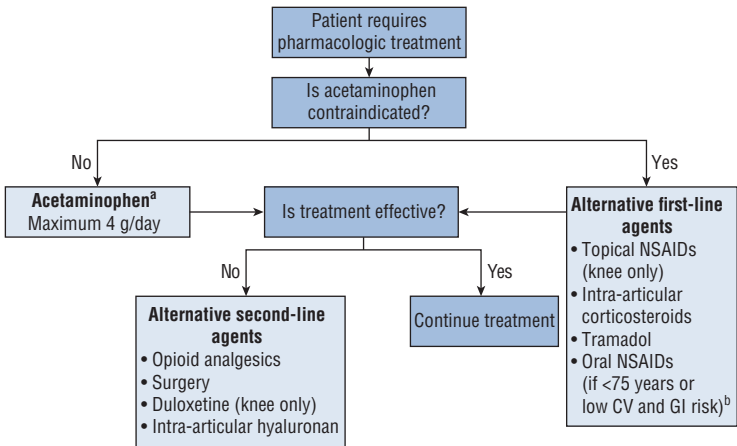 Patient requires
pharmacologic treatment
Is acetaminophen
contraindicated?
No
Yes
Acetaminophenᵃ
Maximum 4 g/day
Is treatment effective?
Alternative first-line
agents
• Topical NSAIDs
(knee only)
• Intra-articular
corticosteroids
• Tramadol
• Oral NSAIDs
(if <75 years or
low CV and GI risk)ᵇ
No
Yes
Alternative second-line
agents
• Opioid analgesics
• Surgery
• Duloxetine (knee only)
• Intra-articular hyaluronan
Continue treatment